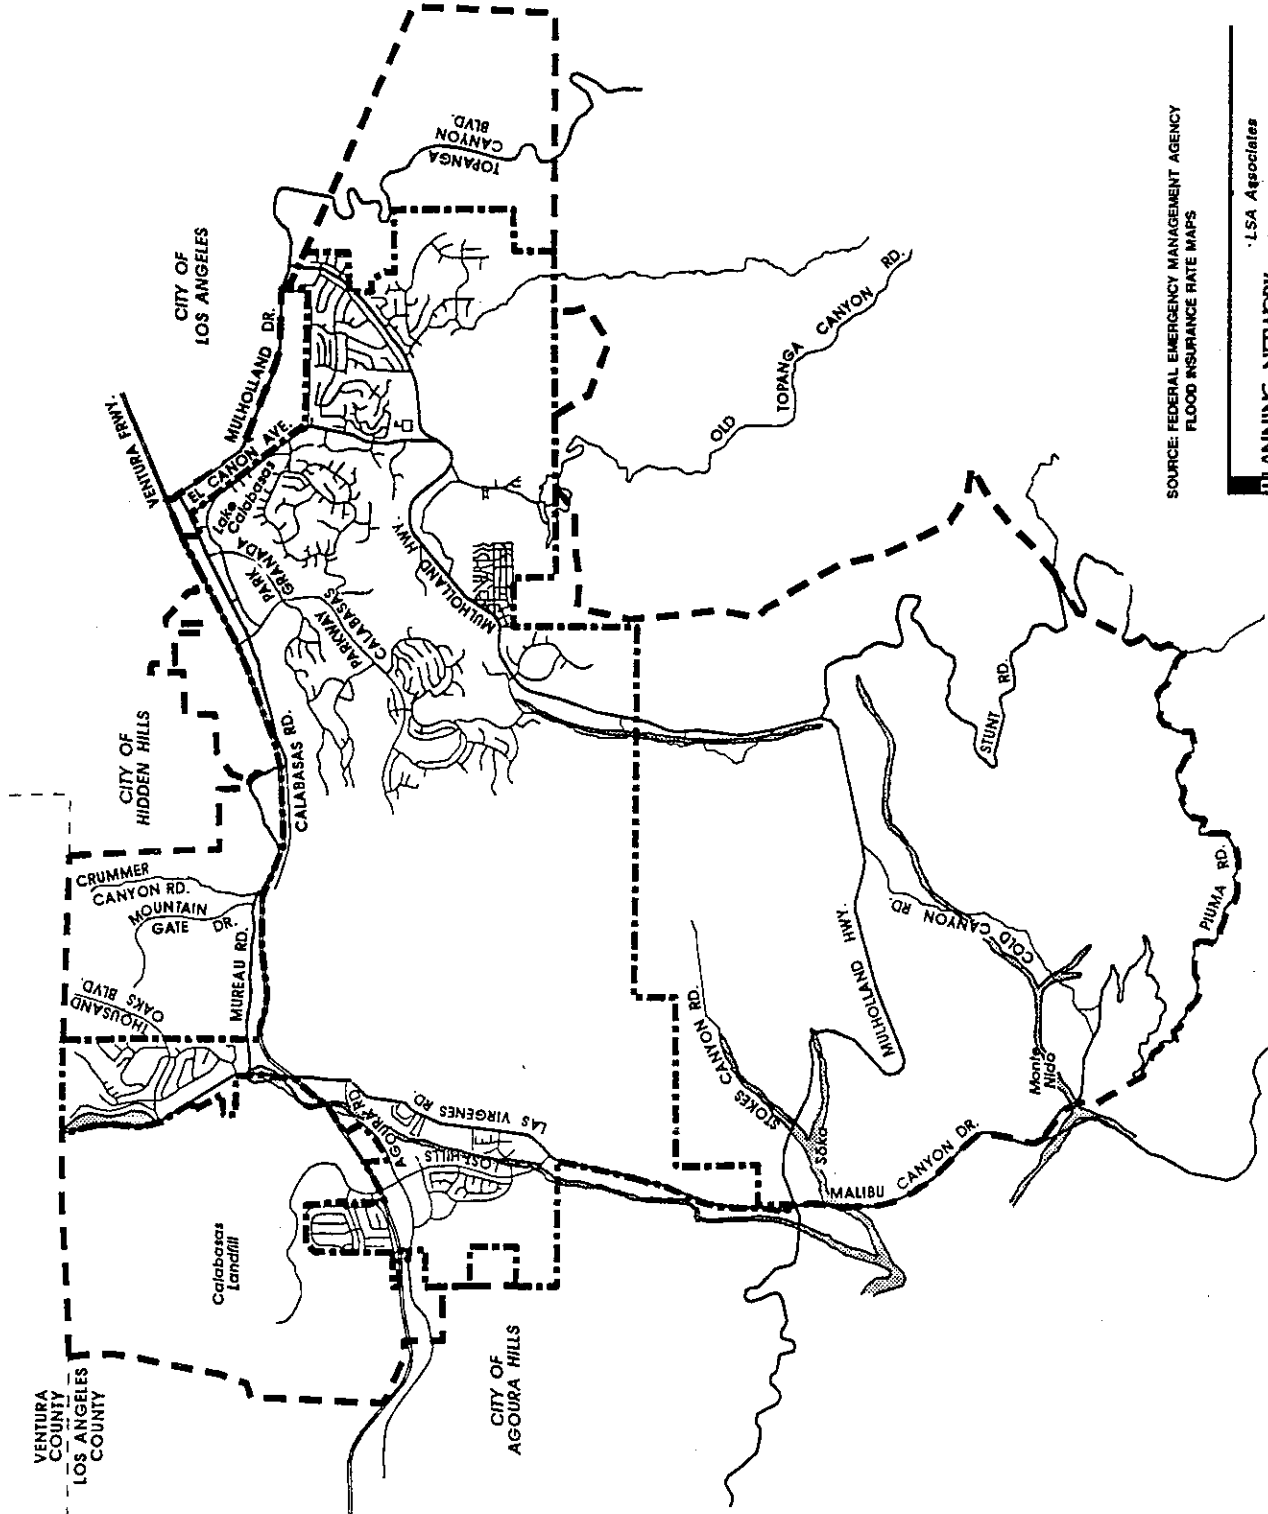 VENTURA
COUNTY
LOS ANGELES
COUNTY
CITY OF
AGOURA HILLS
Calabasas
Landfill
THOUSAND
OAKS BLVD.
CRUMMER
CANYON RD.
MOUNTAIN
GATE DR.
MUREAU RD.
CITY OF
HIDDEN HILLS
CALABASAS RD.
VENTURA FRWY.
CITY OF
LOS ANGELES
MULHOLLAND DR.
EL CANON AVE.
Lake
Calabasas
PARK
GRANADA
PARKWAY
CALABASAS
MULHOLLAND HWY.
TOPANGA
CANYON
BLVD.
OLD TOPANGA CANYON RD.
AGOURA RD.
LOST HILLS
LAS VIRGENES RD.
STOKES CANYON RD.
Soka
MALIBU CANYON DR.
MULHOLLAND HWY.
COLD CANYON RD.
Monte
Nido
STUNT RD.
PIUMA RD.
SOURCE: FEDERAL EMERGENCY MANAGEMENT AGENCY
FLOOD INSURANCE RATE MAPS
LSA Associates